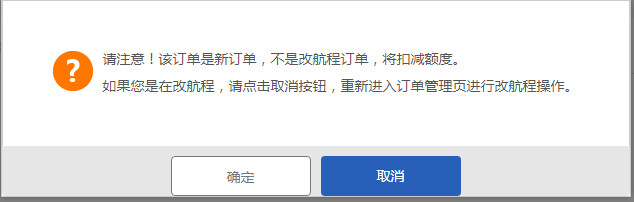 请注意！该订单是新订单，不是改航程订单，将扣减额度。
如果您是在改航程，请点击取消按钮，重新进入订单管理页进行改航程操作。
确定
取消